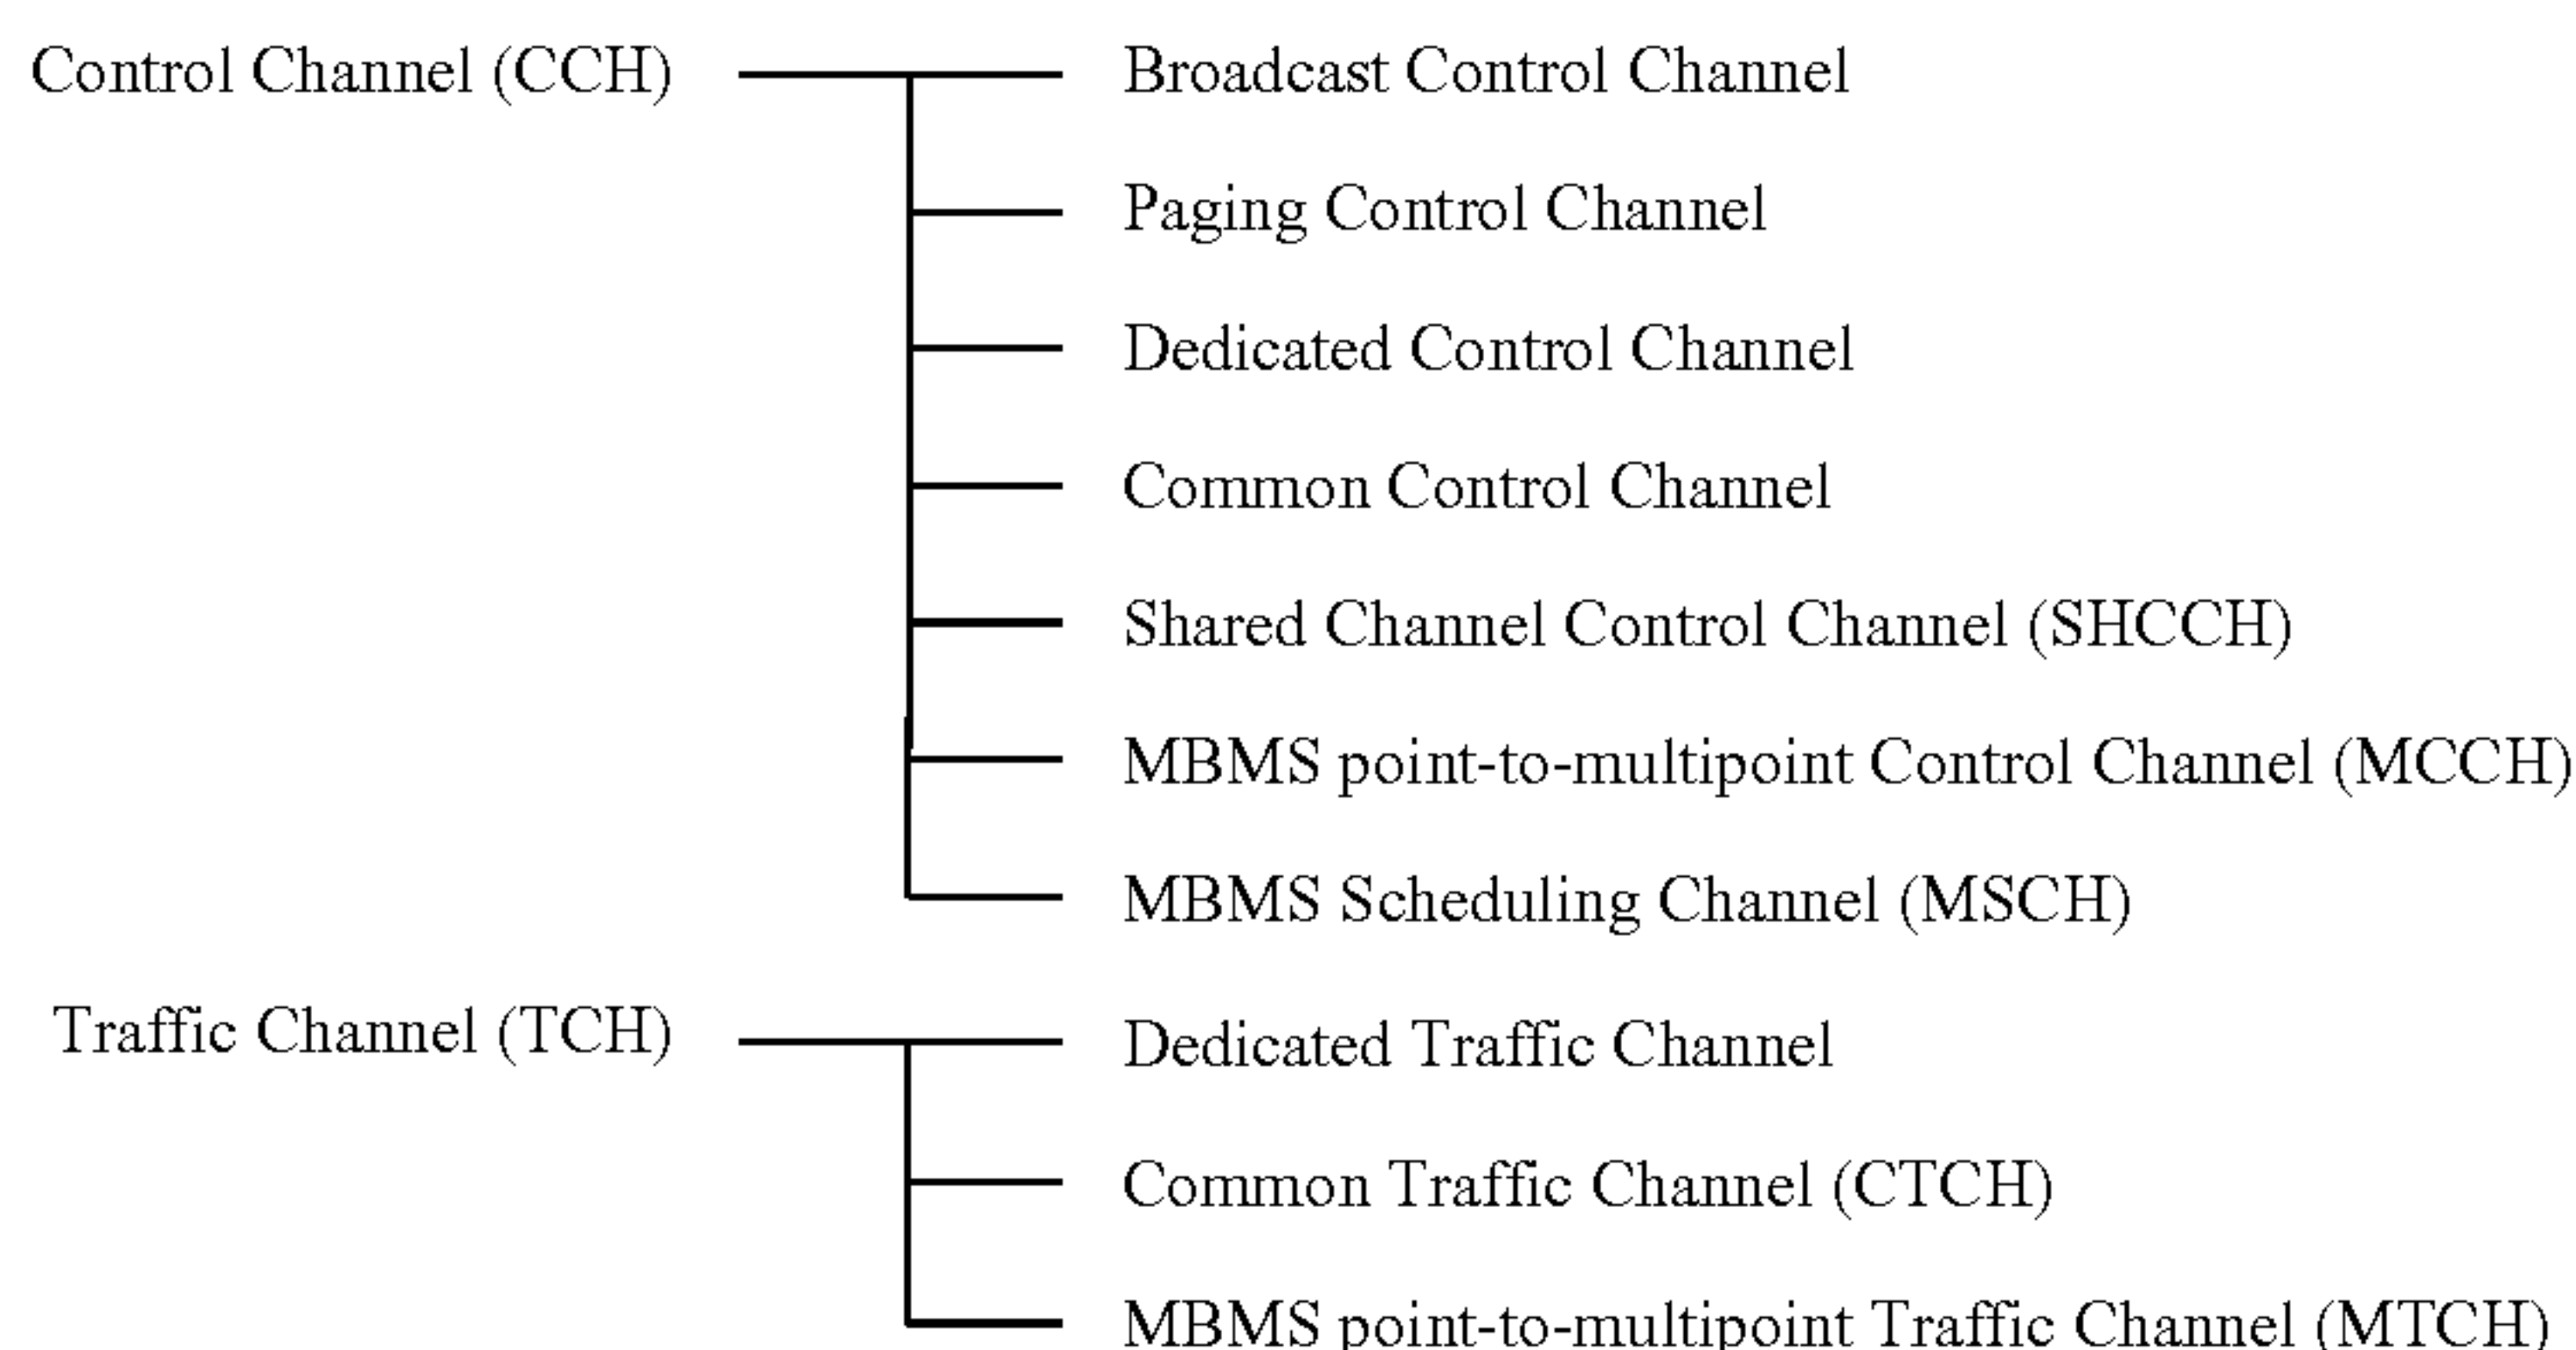 Control Channel (CCH)
Broadcast Control Channel
Paging Control Channel
Dedicated Control Channel
Common Control Channel
Shared Channel Control Channel (SHCCH)
MBMS point-to-multipoint Control Channel (MCCH)
MBMS Scheduling Channel (MSCH)
Traffic Channel (TCH)
Dedicated Traffic Channel
Common Traffic Channel (CTCH)
MBMS point-to-multipoint Traffic Channel (MTCH)